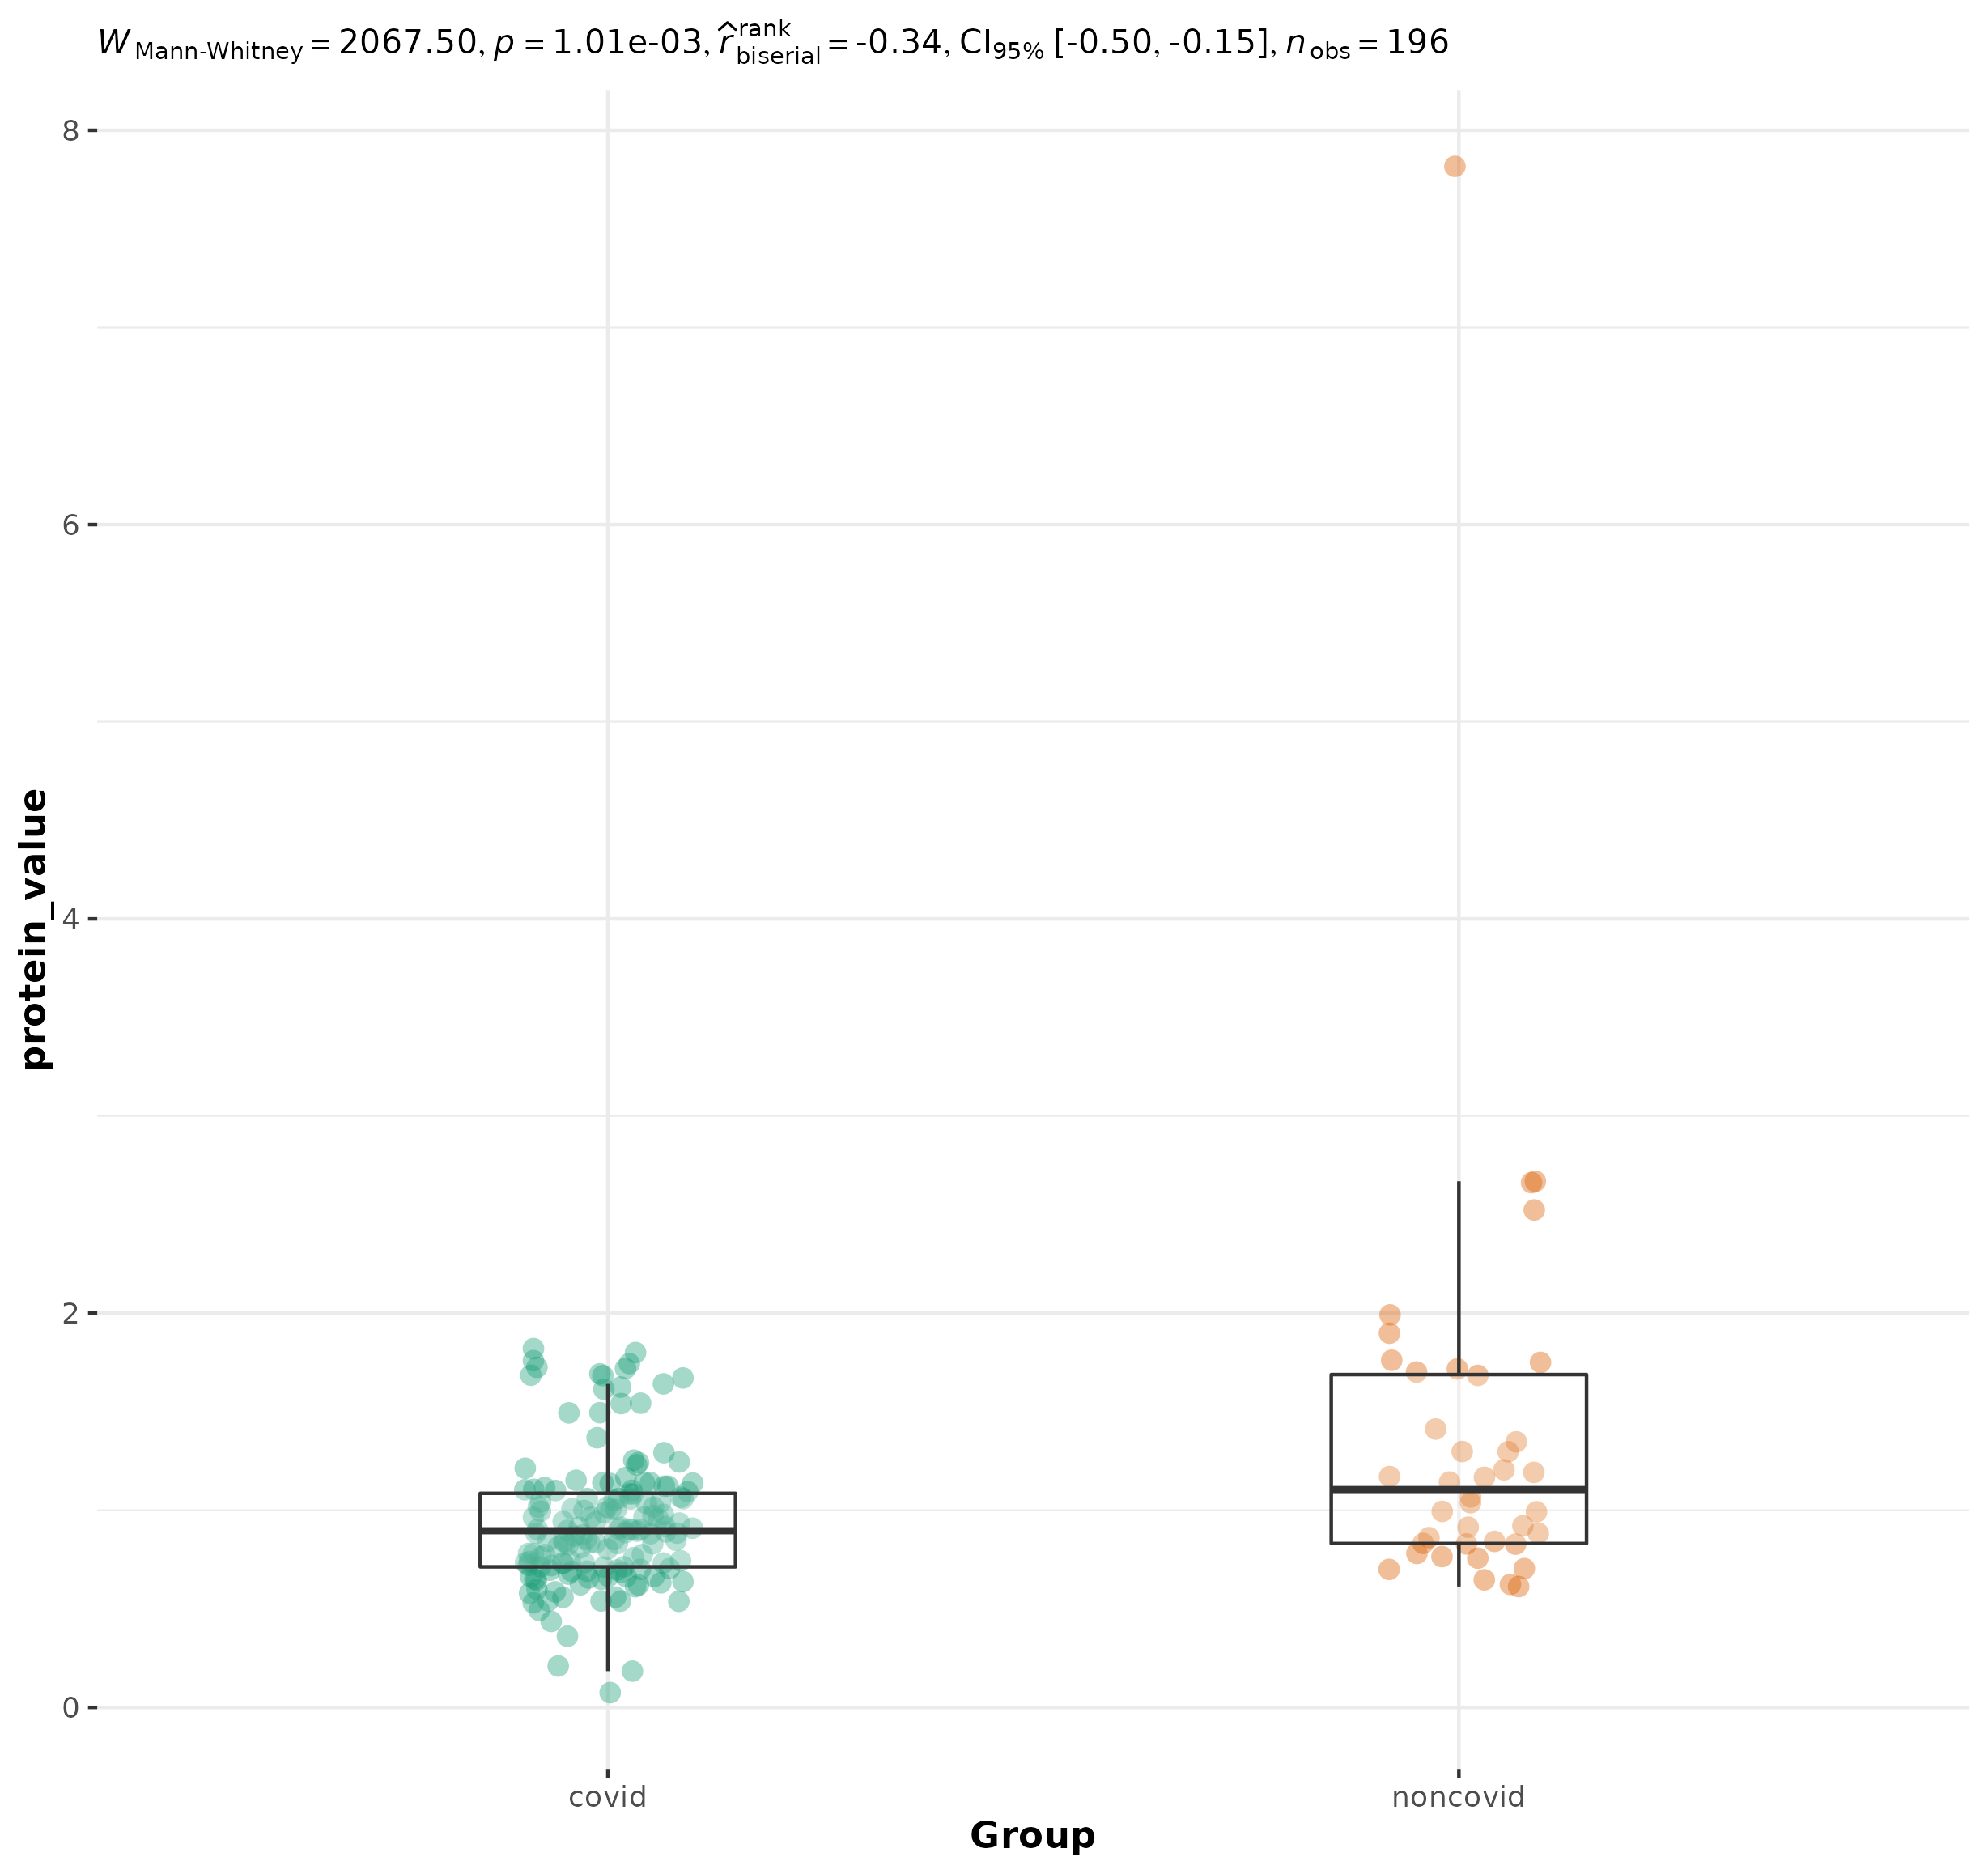 W Mann-Whitney = 2067.50, p = 1.01e-03, r̂ rank biserial = -0.34, CI95% [-0.50, -0.15], n obs = 196
8
6
4
2
0
protein_value
covid
noncovid
Group